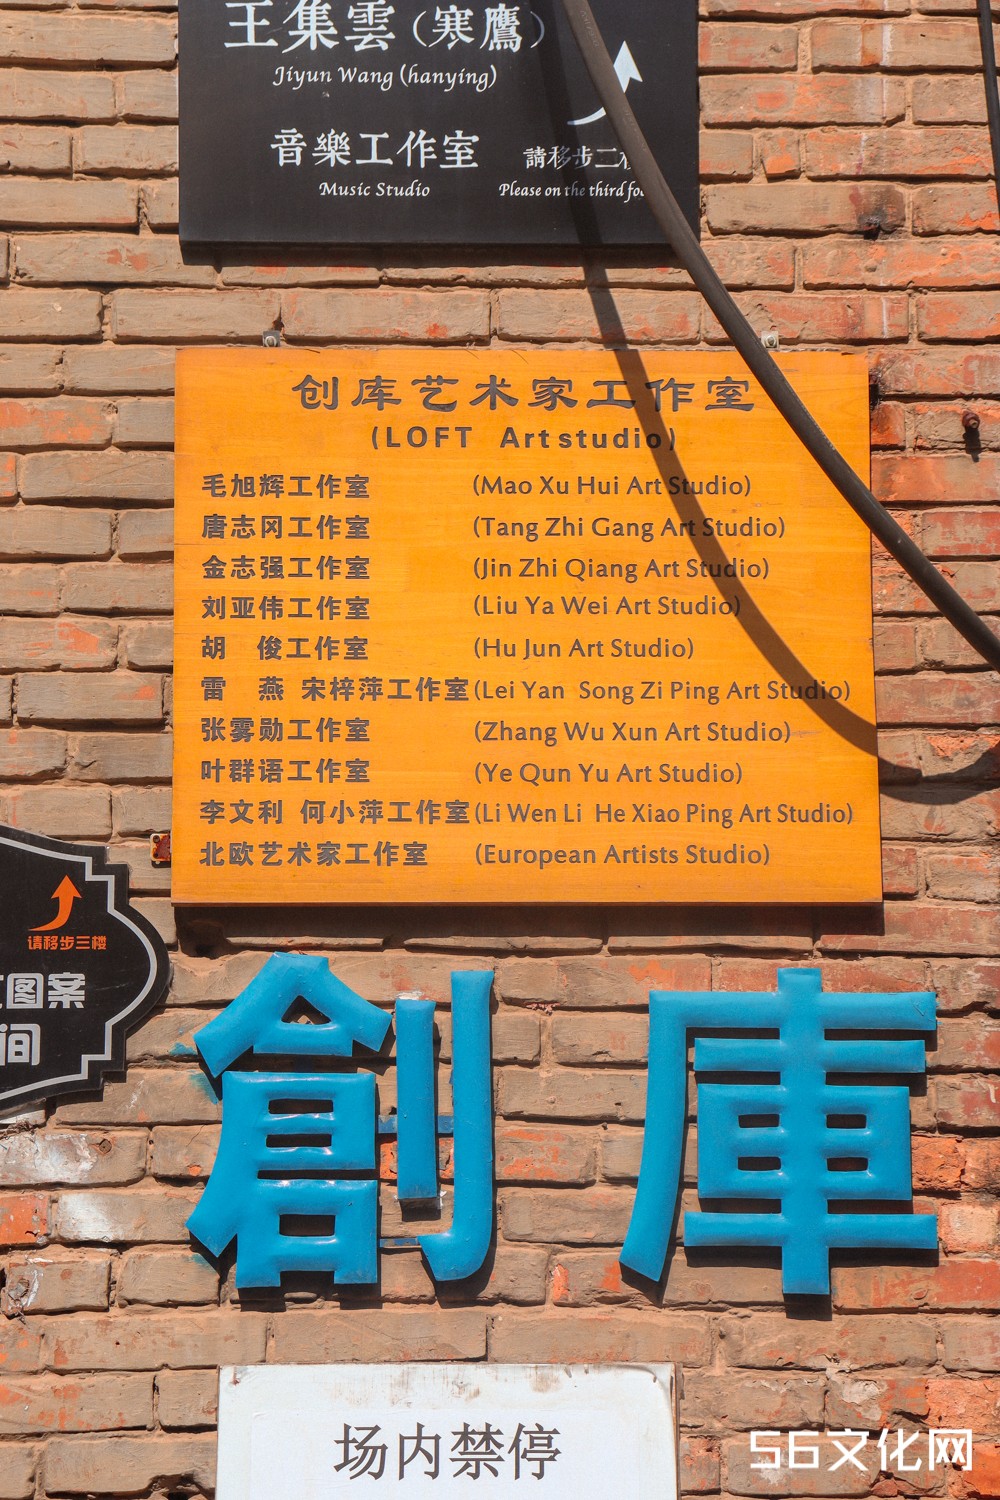 王集雲（寒鷹）
Jiyun Wang (hanying)
音樂工作室
Music Studio
請移步二
Please on the third
创库艺术家工作室
(LOFT Art studio)
毛旭辉工作室 (Mao Xu Hui Art Studio)
唐志冈工作室 (Tang Zhi Gang Art Studio)
金志强工作室 (Jin Zhi Qiang Art Studio)
刘亚伟工作室 (Liu Ya Wei Art Studio)
胡 俊工作室 (Hu Jun Art Studio)
雷 燕 宋梓萍工作室 (Lei Yan Song Zi Ping Art Studio)
张雾勋工作室 (Zhang Wu Xun Art Studio)
叶群语工作室 (Ye Qun Yu Art Studio)
李文利 何小萍工作室 (Li Wen Li He Xiao Ping Art Studio)
北欧艺术家工作室 (European Artists Studio)
请移步三楼
图案
间
創庫
场内禁停
56文化网